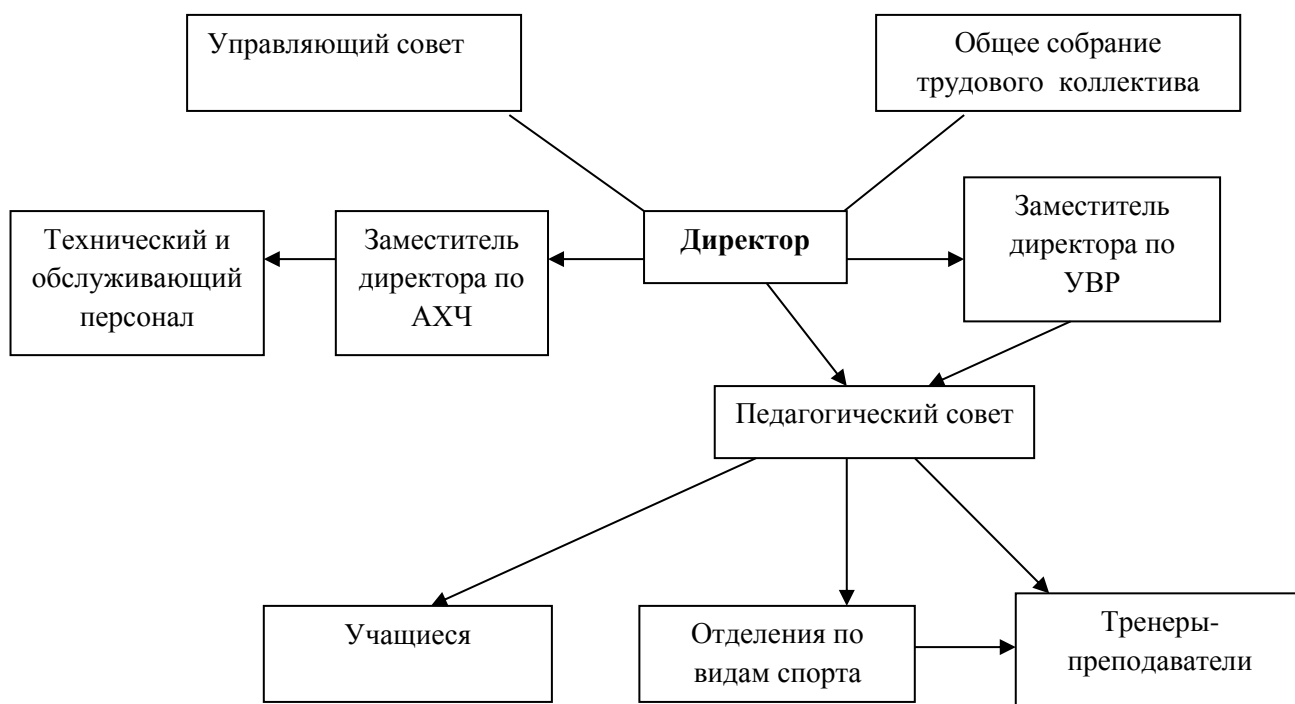 Управляющий совет
Общее собрание
трудового коллектива
Технический и
обслуживающий
персонал
Заместитель
директора по
АХЧ
Директор
Заместитель
директора по
УВР
Педагогический совет
Учащиеся
Отделения по
видам спорта
Тренеры-
преподаватели